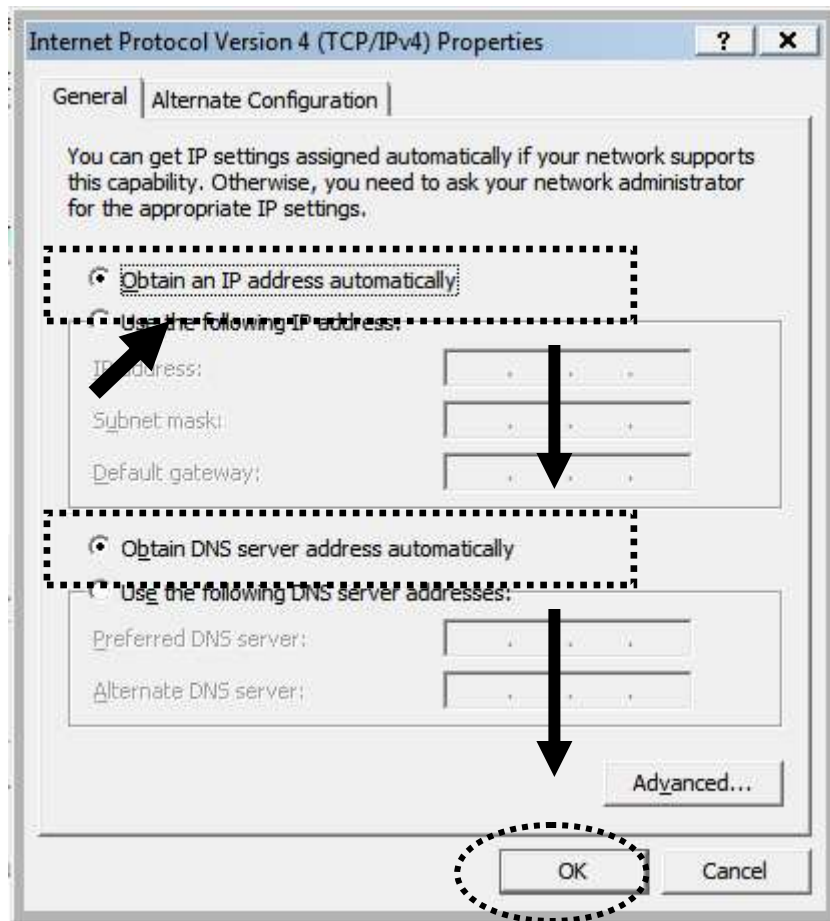 Internet Protocol Version 4 (TCP/IPv4) Properties
General
Alternate Configuration
You can get IP settings assigned automatically if your network supports
this capability. Otherwise, you need to ask your network administrator
for the appropriate IP settings.
Obtain an IP address automatically
Use the following IP address:
IP address:
Subnet mask:
Default gateway:
Obtain DNS server address automatically
Use the following DNS server addresses:
Preferred DNS server:
Alternate DNS server:
Advanced...
OK
Cancel